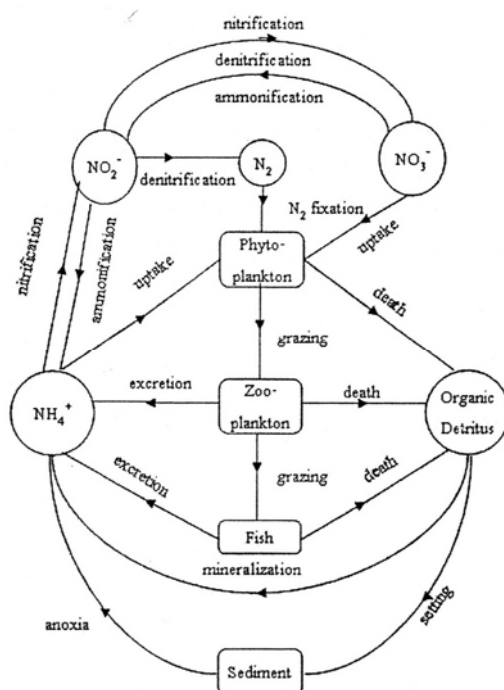 nitrification
denitrification
ammonification
NO₂⁻
N₂
NO₃⁻
denitrification
N₂ fixation
uptake
Phyto-
plankton
nitrification
ammonification
uptake
death
grazing
NH₄⁺
excretion
Zoo-
plankton
death
Organic
Detritus
excretion
grazing
death
Fish
mineralization
anoxia
setting
Sediment